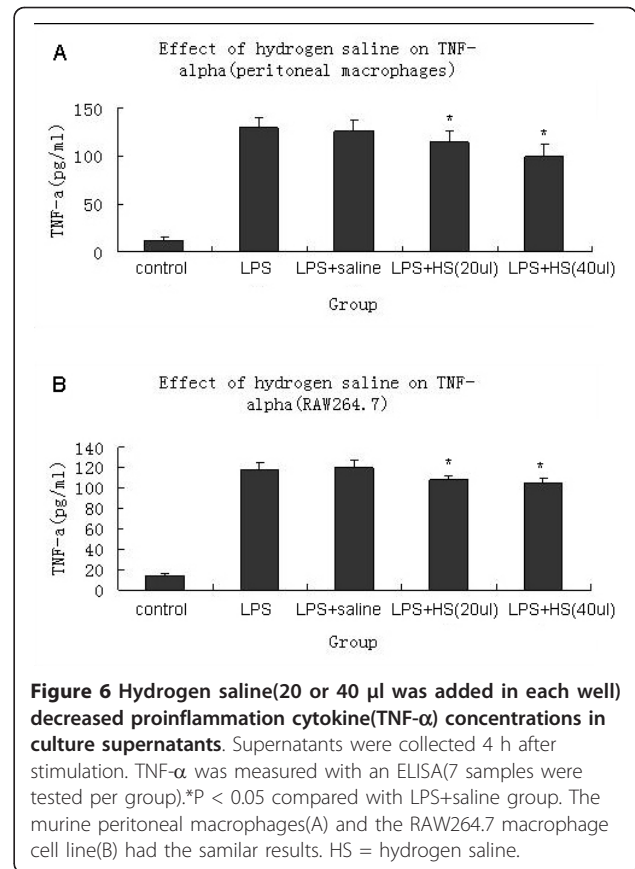 A
Effect of hydrogen saline on TNF-
alpha(peritoneal macrophages)
150
100
50
0
TNF-a(pg/ml)
*
*
control LPS LPS+saline LPS+HS(20ul) LPS+HS(40ul)
Group
B
Effect of hydrogen saline on TNF-
alpha(RAW264.7)
140
120
100
80
60
40
20
0
TNF-a(pg/ml)
*
*
control LPS LPS+saline LPS+HS(20ul) LPS+HS(40ul)
Group
Figure 6 Hydrogen saline(20 or 40 μl was added in each well)
decreased proinflammation cytokine(TNF-α) concentrations in
culture supernatants. Supernatants were collected 4 h after
stimulation. TNF-α was measured with an ELISA(7 samples were
tested per group).*P < 0.05 compared with LPS+saline group. The
murine peritoneal macrophages(A) and the RAW264.7 macrophage
cell line(B) had the samilar results. HS = hydrogen saline.